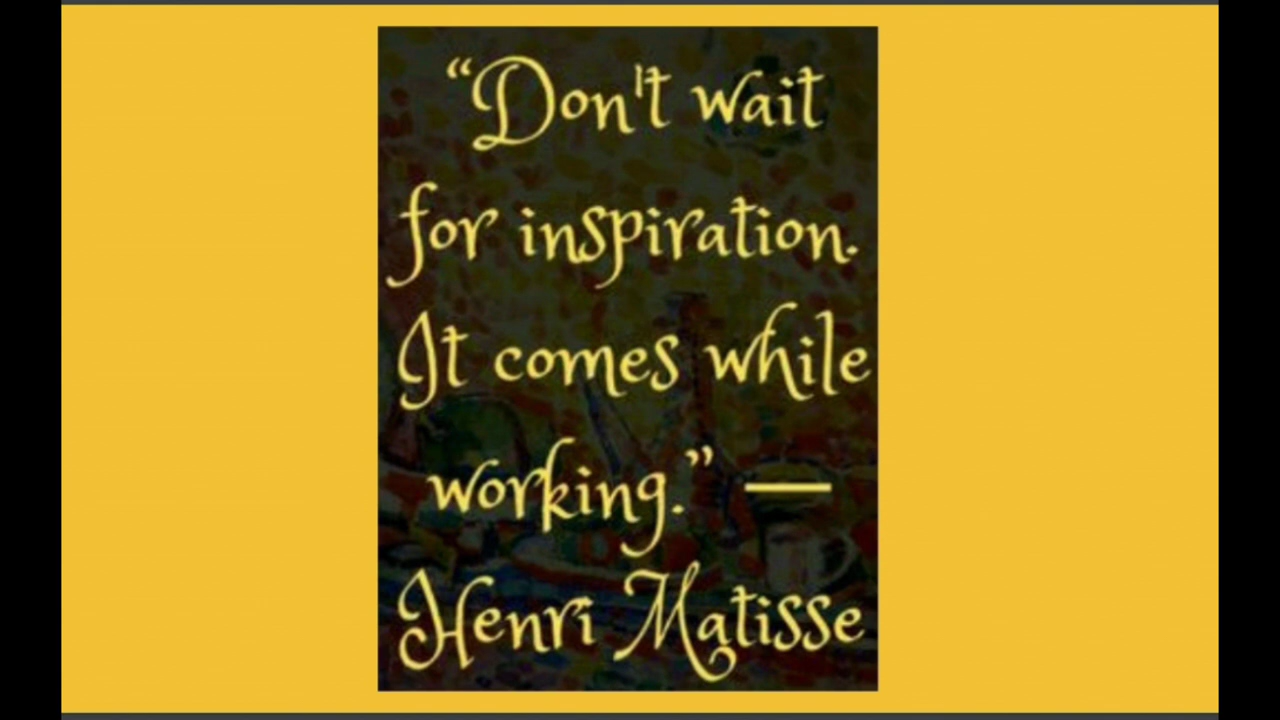 “Don't wait
for inspiration.
It comes while
working.” —
Henri Matisse